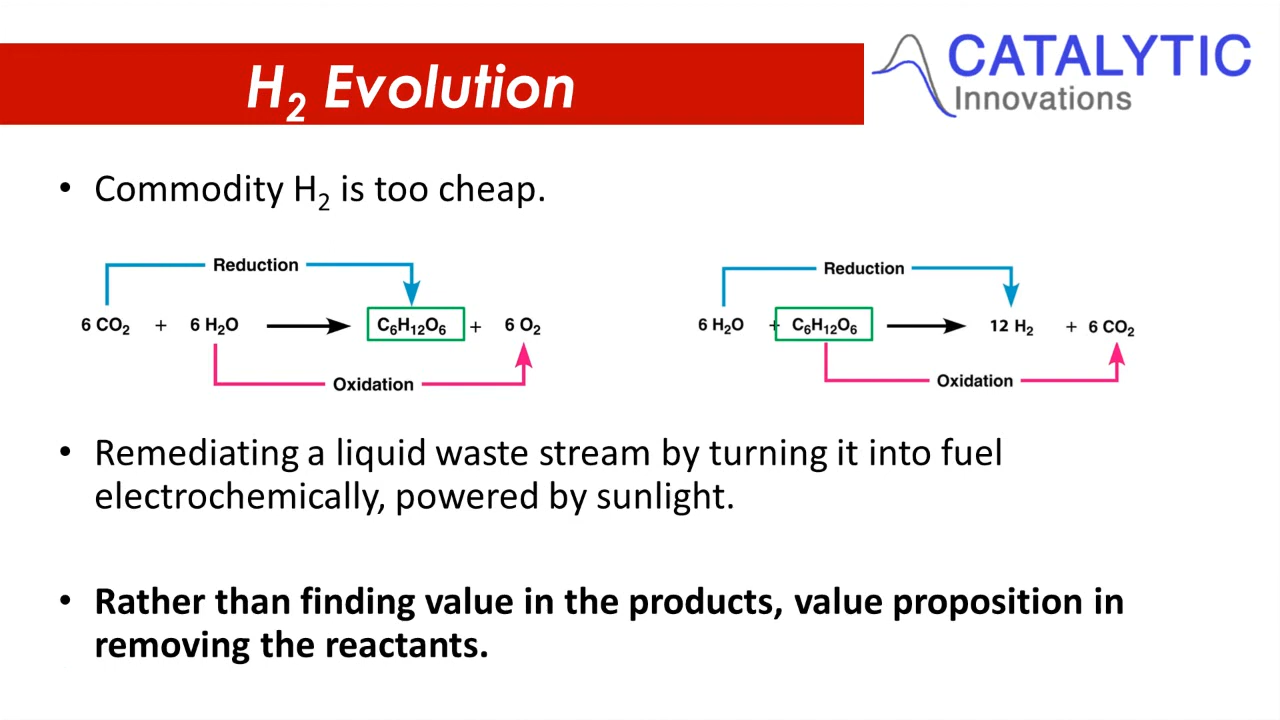 H₂ Evolution
CATALYTIC
Innovations
• Commodity H₂ is too cheap.
Reduction
6 CO₂ + 6 H₂O → C₆H₁₂O₆ + 6 O₂
Oxidation
Reduction
6 H₂O + C₆H₁₂O₆ → 12 H₂ + 6 CO₂
Oxidation
• Remediating a liquid waste stream by turning it into fuel
electrochemically, powered by sunlight.
• Rather than finding value in the products, value proposition in
removing the reactants.